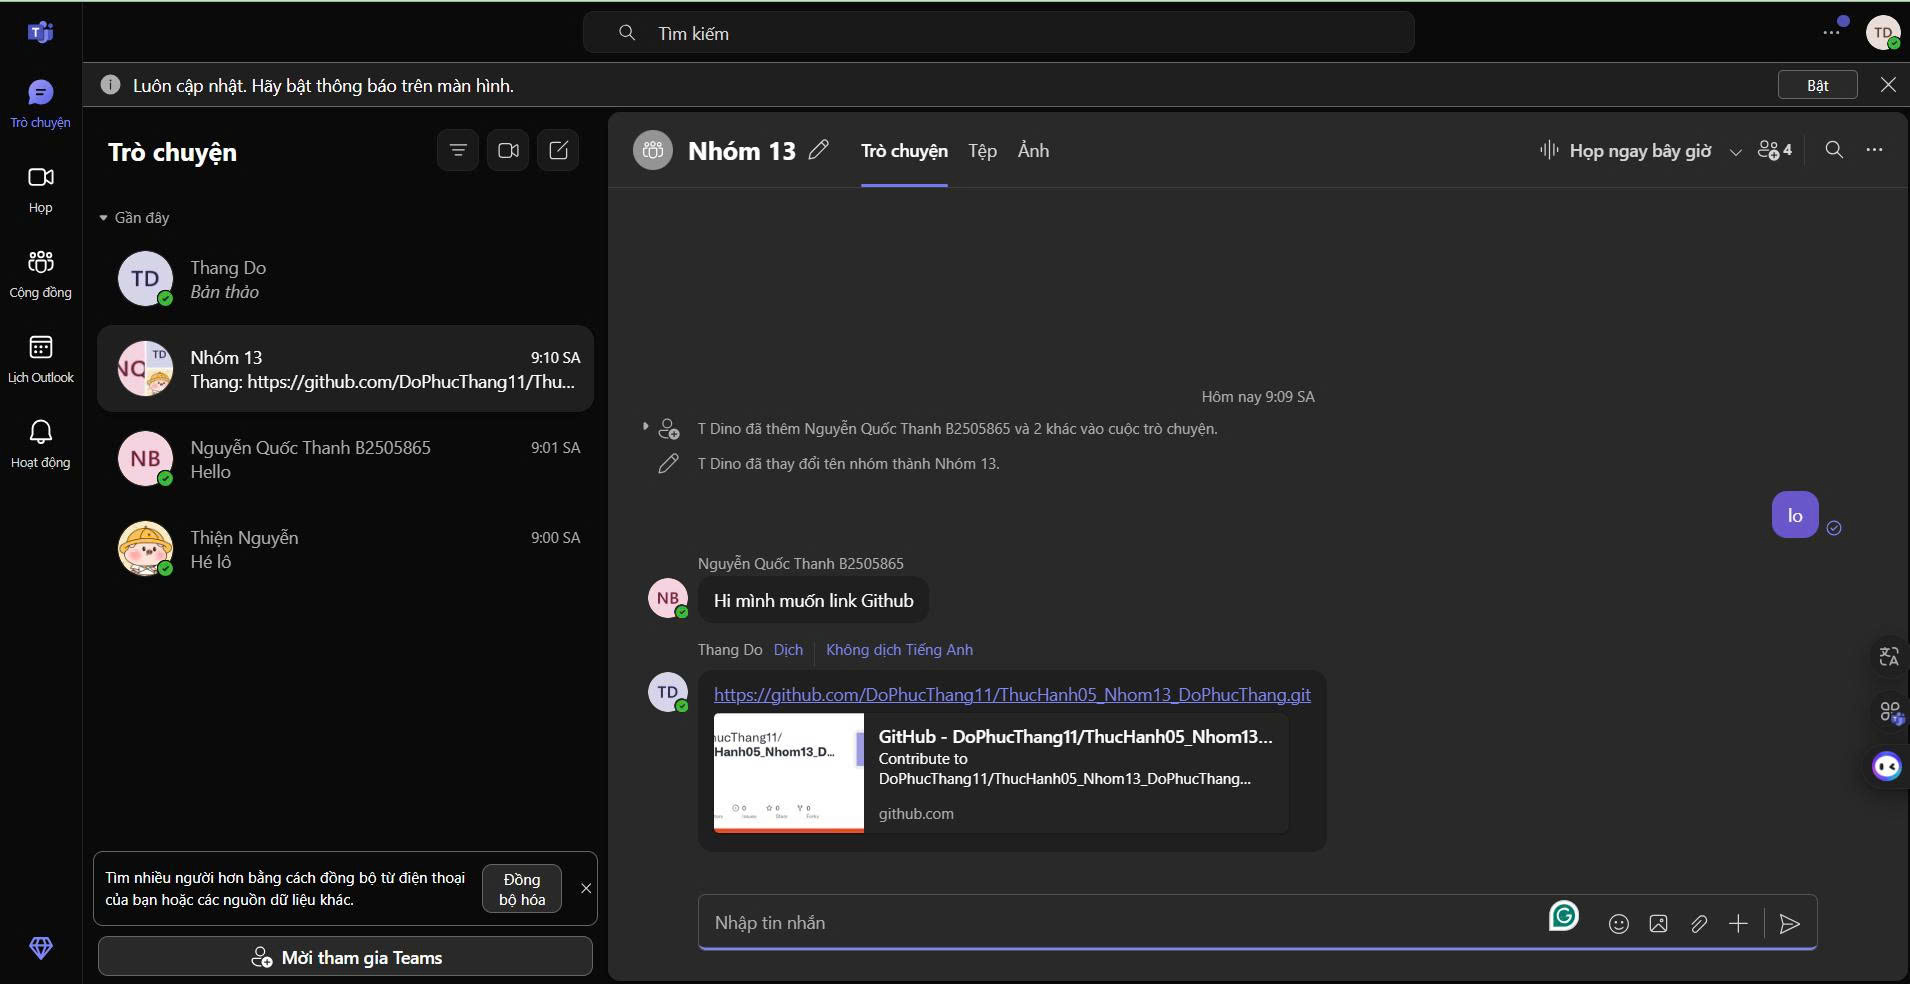 Tìm kiếm
TD
Luôn cập nhật. Hãy bật thông báo trên màn hình.
Bật
Trò chuyện
Họp
Cộng đồng
Lịch Outlook
Hoạt động
Trò chuyện
Gần đây
TD
Thang Do
Bản thảo
NQ
TD
Nhóm 13
9:10 SA
Thang: https://github.com/DoPhucThang11/Thu...
NB
Nguyễn Quốc Thanh B2505865
9:01 SA
Hello
Thiện Nguyễn
9:00 SA
Hé lô
Tìm nhiều người hơn bằng cách đồng bộ từ điện thoại
của bạn hoặc các nguồn dữ liệu khác.
Đồng
bộ hóa
Mời tham gia Teams
Nhóm 13
Trò chuyện
Tệp
Ảnh
Họp ngay bây giờ
4
Hôm nay 9:09 SA
T Dino đã thêm Nguyễn Quốc Thanh B2505865 và 2 khác vào cuộc trò chuyện.
T Dino đã thay đổi tên nhóm thành Nhóm 13.
lo
Nguyễn Quốc Thanh B2505865
NB
Hi mình muốn link Github
Thang Do Dịch Không dịch Tiếng Anh
TD
https://github.com/DoPhucThang11/ThucHanh05_Nhom13_DoPhucThang.git
ucThang11/
Hanh05_Nhom13_D...
0 0 0
Issues Stars Forks
GitHub - DoPhucThang11/ThucHanh05_Nhom13...
Contribute to
DoPhucThang11/ThucHanh05_Nhom13_DoPhucThang...
github.com
Nhập tin nhắn